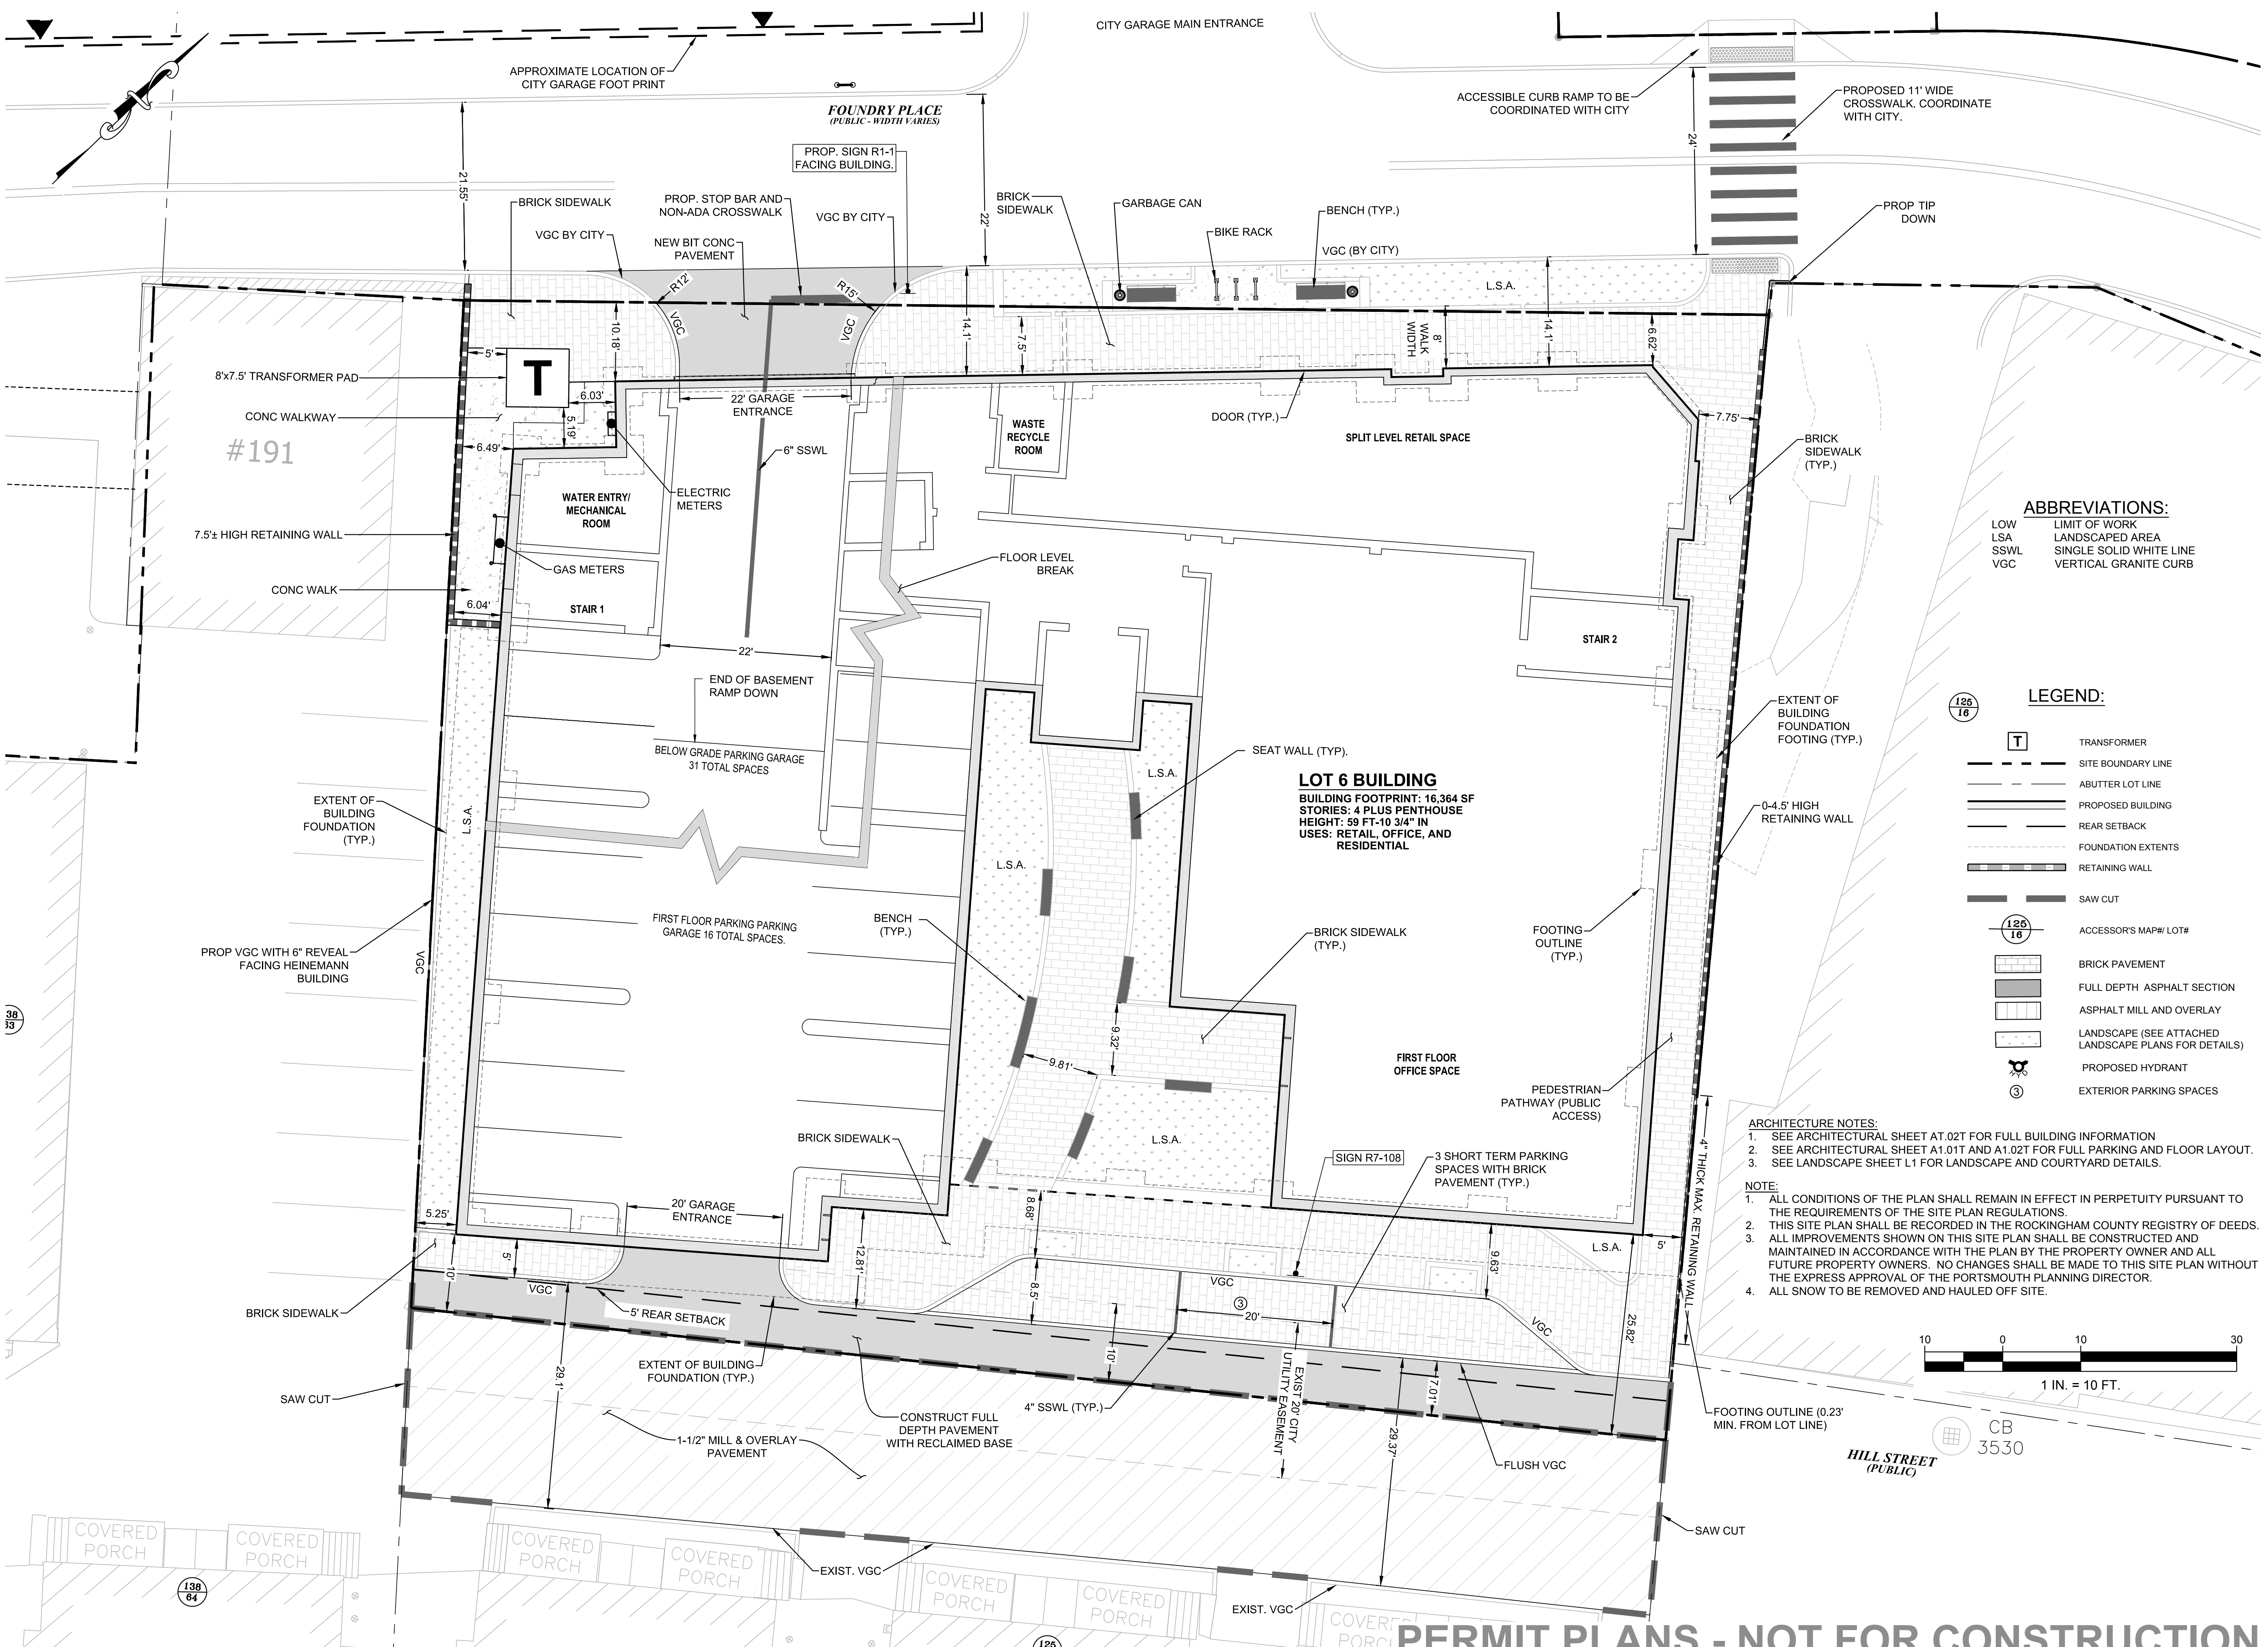 CITY GARAGE MAIN ENTRANCE
APPROXIMATE LOCATION OF
CITY GARAGE FOOT PRINT
FOUNDRY PLACE
(PUBLIC - WIDTH VARIES)
ACCESSIBLE CURB RAMP TO BE
COORDINATED WITH CITY
PROPOSED 11' WIDE
CROSSWALK. COORDINATE
WITH CITY.
24'
21.55'
22'
PROP. SIGN R1-1
FACING BUILDING.
BRICK SIDEWALK
PROP. STOP BAR AND
NON-ADA CROSSWALK
VGC BY CITY
BRICK
SIDEWALK
GARBAGE CAN
BENCH (TYP.)
PROP TIP
DOWN
VGC BY CITY
NEW BIT CONC
PAVEMENT
BIKE RACK
VGC (BY CITY)
R12'
R15'
L.S.A.
VGC
VGC
10.18'
14.1'
7.5'
8'
WALK
WIDTH
14.1'
6.62'
5'
T
8'x7.5' TRANSFORMER PAD
6.03'
22' GARAGE
ENTRANCE
CONC WALKWAY
5.19'
DOOR (TYP.)
7.75'
WASTE
RECYCLE
ROOM
SPLIT LEVEL RETAIL SPACE
#191
6.49'
6" SSWL
BRICK
SIDEWALK
(TYP.)
WATER ENTRY/
MECHANICAL
ROOM
ELECTRIC
METERS
7.5'± HIGH RETAINING WALL
FLOOR LEVEL
BREAK
GAS METERS
CONC WALK
6.04'
STAIR 1
STAIR 2
22'
END OF BASEMENT
RAMP DOWN
EXTENT OF
BUILDING
FOUNDATION
FOOTING (TYP.)
BELOW GRADE PARKING GARAGE
31 TOTAL SPACES
SEAT WALL (TYP).
L.S.A.
LOT 6 BUILDING
BUILDING FOOTPRINT: 16,364 SF
STORIES: 4 PLUS PENTHOUSE
HEIGHT: 59 FT-10 3/4" IN
USES: RETAIL, OFFICE, AND
RESIDENTIAL
EXTENT OF
BUILDING
FOUNDATION
(TYP.)
L.S.A.
0-4.5' HIGH
RETAINING WALL
L.S.A.
FIRST FLOOR PARKING PARKING
GARAGE 16 TOTAL SPACES.
BENCH
(TYP.)
BRICK SIDEWALK
(TYP.)
FOOTING
OUTLINE
(TYP.)
PROP VGC WITH 6" REVEAL
FACING HEINEMANN
BUILDING
VGC
38
33
9.32'
9.81'
FIRST FLOOR
OFFICE SPACE
PEDESTRIAN
PATHWAY (PUBLIC
ACCESS)
BRICK SIDEWALK
L.S.A.
SIGN R7-108
3 SHORT TERM PARKING
SPACES WITH BRICK
PAVEMENT (TYP.)
4" THICK MAX. RETAINING WALL
5.25'
20' GARAGE
ENTRANCE
8.68'
12.81'
9.63'
L.S.A.
5'
5'
10'
VGC
8.5'
VGC
3
20'
VGC
25.82'
BRICK SIDEWALK
5' REAR SETBACK
29.1'
10'
EXIST 20' CITY
UTILITY EASEMENT
7.01'
29.37'
EXTENT OF BUILDING
FOUNDATION (TYP.)
SAW CUT
4" SSWL (TYP.)
CONSTRUCT FULL
DEPTH PAVEMENT
WITH RECLAIMED BASE
1-1/2" MILL & OVERLAY
PAVEMENT
FLUSH VGC
FOOTING OUTLINE (0.23'
MIN. FROM LOT LINE)
CB
3530
HILL STREET
(PUBLIC)
SAW CUT
COVERED
PORCH
COVERED
PORCH
COVERED
PORCH
COVERED
PORCH
COVERED
PORCH
COVERED
PORCH
EXIST. VGC
EXIST. VGC
138
64
125
ABBREVIATIONS:
LOW LIMIT OF WORK
LSA LANDSCAPED AREA
SSWL SINGLE SOLID WHITE LINE
VGC VERTICAL GRANITE CURB
125
16
LEGEND:
T TRANSFORMER
SITE BOUNDARY LINE
ABUTTER LOT LINE
PROPOSED BUILDING
REAR SETBACK
FOUNDATION EXTENTS
RETAINING WALL
SAW CUT
125
16
ACCESSOR'S MAP#/ LOT#
BRICK PAVEMENT
FULL DEPTH ASPHALT SECTION
ASPHALT MILL AND OVERLAY
LANDSCAPE (SEE ATTACHED
LANDSCAPE PLANS FOR DETAILS)
PROPOSED HYDRANT
3 EXTERIOR PARKING SPACES
ARCHITECTURE NOTES:
1. SEE ARCHITECTURAL SHEET AT.02T FOR FULL BUILDING INFORMATION
2. SEE ARCHITECTURAL SHEET A1.01T AND A1.02T FOR FULL PARKING AND FLOOR LAYOUT.
3. SEE LANDSCAPE SHEET L1 FOR LANDSCAPE AND COURTYARD DETAILS.
NOTE:
1. ALL CONDITIONS OF THE PLAN SHALL REMAIN IN EFFECT IN PERPETUITY PURSUANT TO
THE REQUIREMENTS OF THE SITE PLAN REGULATIONS.
2. THIS SITE PLAN SHALL BE RECORDED IN THE ROCKINGHAM COUNTY REGISTRY OF DEEDS.
3. ALL IMPROVEMENTS SHOWN ON THIS SITE PLAN SHALL BE CONSTRUCTED AND
MAINTAINED IN ACCORDANCE WITH THE PLAN BY THE PROPERTY OWNER AND ALL
FUTURE PROPERTY OWNERS. NO CHANGES SHALL BE MADE TO THIS SITE PLAN WITHOUT
THE EXPRESS APPROVAL OF THE PORTSMOUTH PLANNING DIRECTOR.
4. ALL SNOW TO BE REMOVED AND HAULED OFF SITE.
10 0 10 30
1 IN. = 10 FT.
PERMIT PLANS - NOT FOR CONSTRUCTION